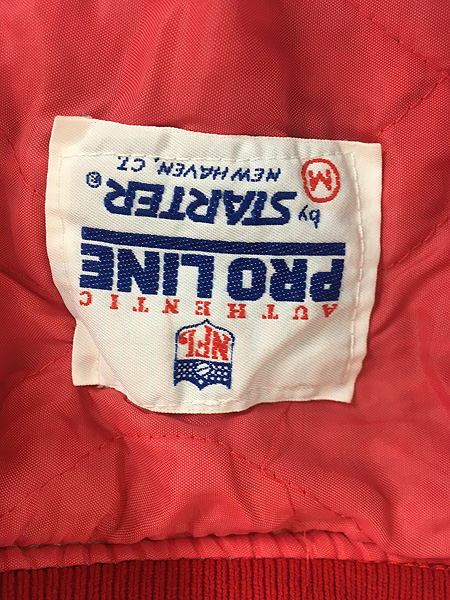 NFL
AUTHENTIC
PRO LINE
by STARTER®
M NEW HAVEN, CT.